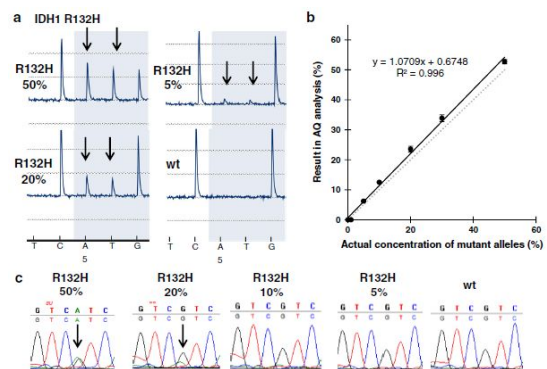 a IDH1 R132H
R132H
50%
R132H
5%
R132H
20%
wt
T C A T G
5
T C A T G
5
b
Result in AQ analysis (%)
60
50
40
30
20
10
0
y = 1.0709x + 0.6748
R² = 0.996
0 20 40 60
Actual concentration of mutant alleles (%)
c
R132H
50%
G T C A T C
G T C A T C
R132H
20%
G T C G T C
G T C G T C
R132H
10%
G T C G T C
G T C G T C
R132H
5%
G T C G T C
G T C G T C
wt
G T C G T C
G T C G T C